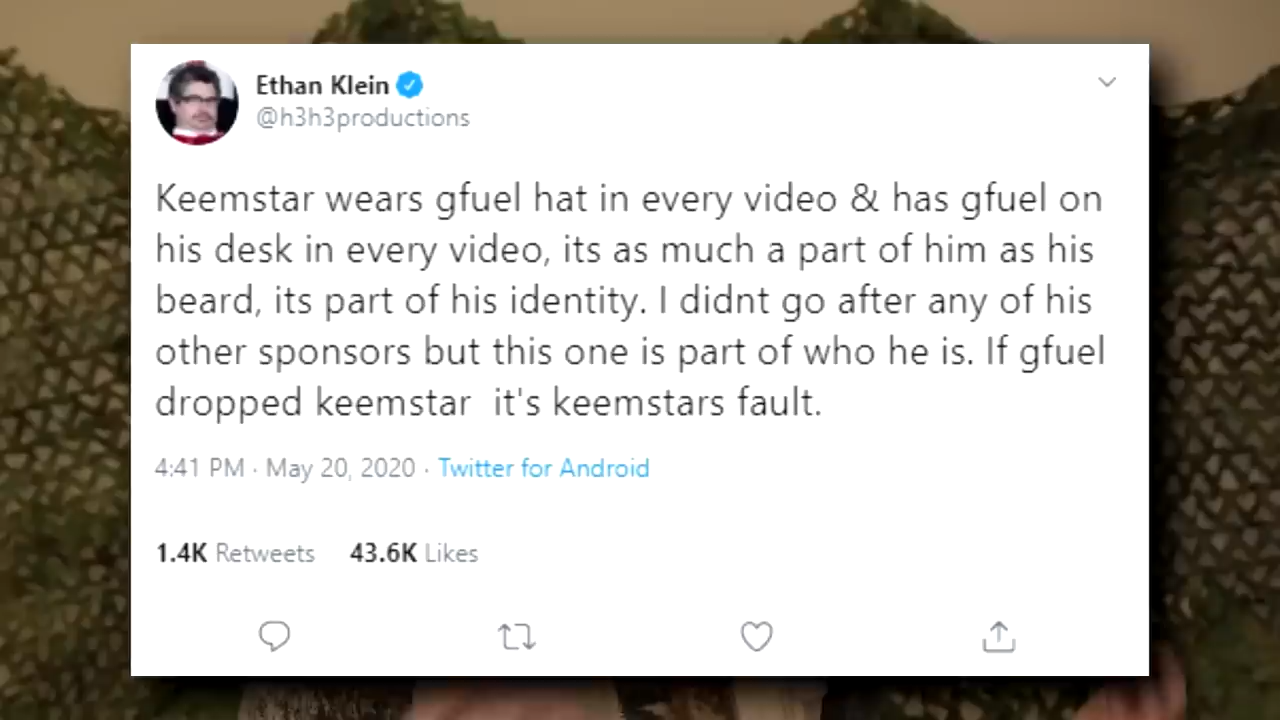 Ethan Klein
@h3h3productions
Keemstar wears gfuel hat in every video & has gfuel on
his desk in every video, its as much a part of him as his
beard, its part of his identity. I didnt go after any of his
other sponsors but this one is part of who he is. If gfuel
dropped keemstar  it's keemstars fault.
4:41 PM · May 20, 2020 · Twitter for Android
1.4K Retweets 43.6K Likes